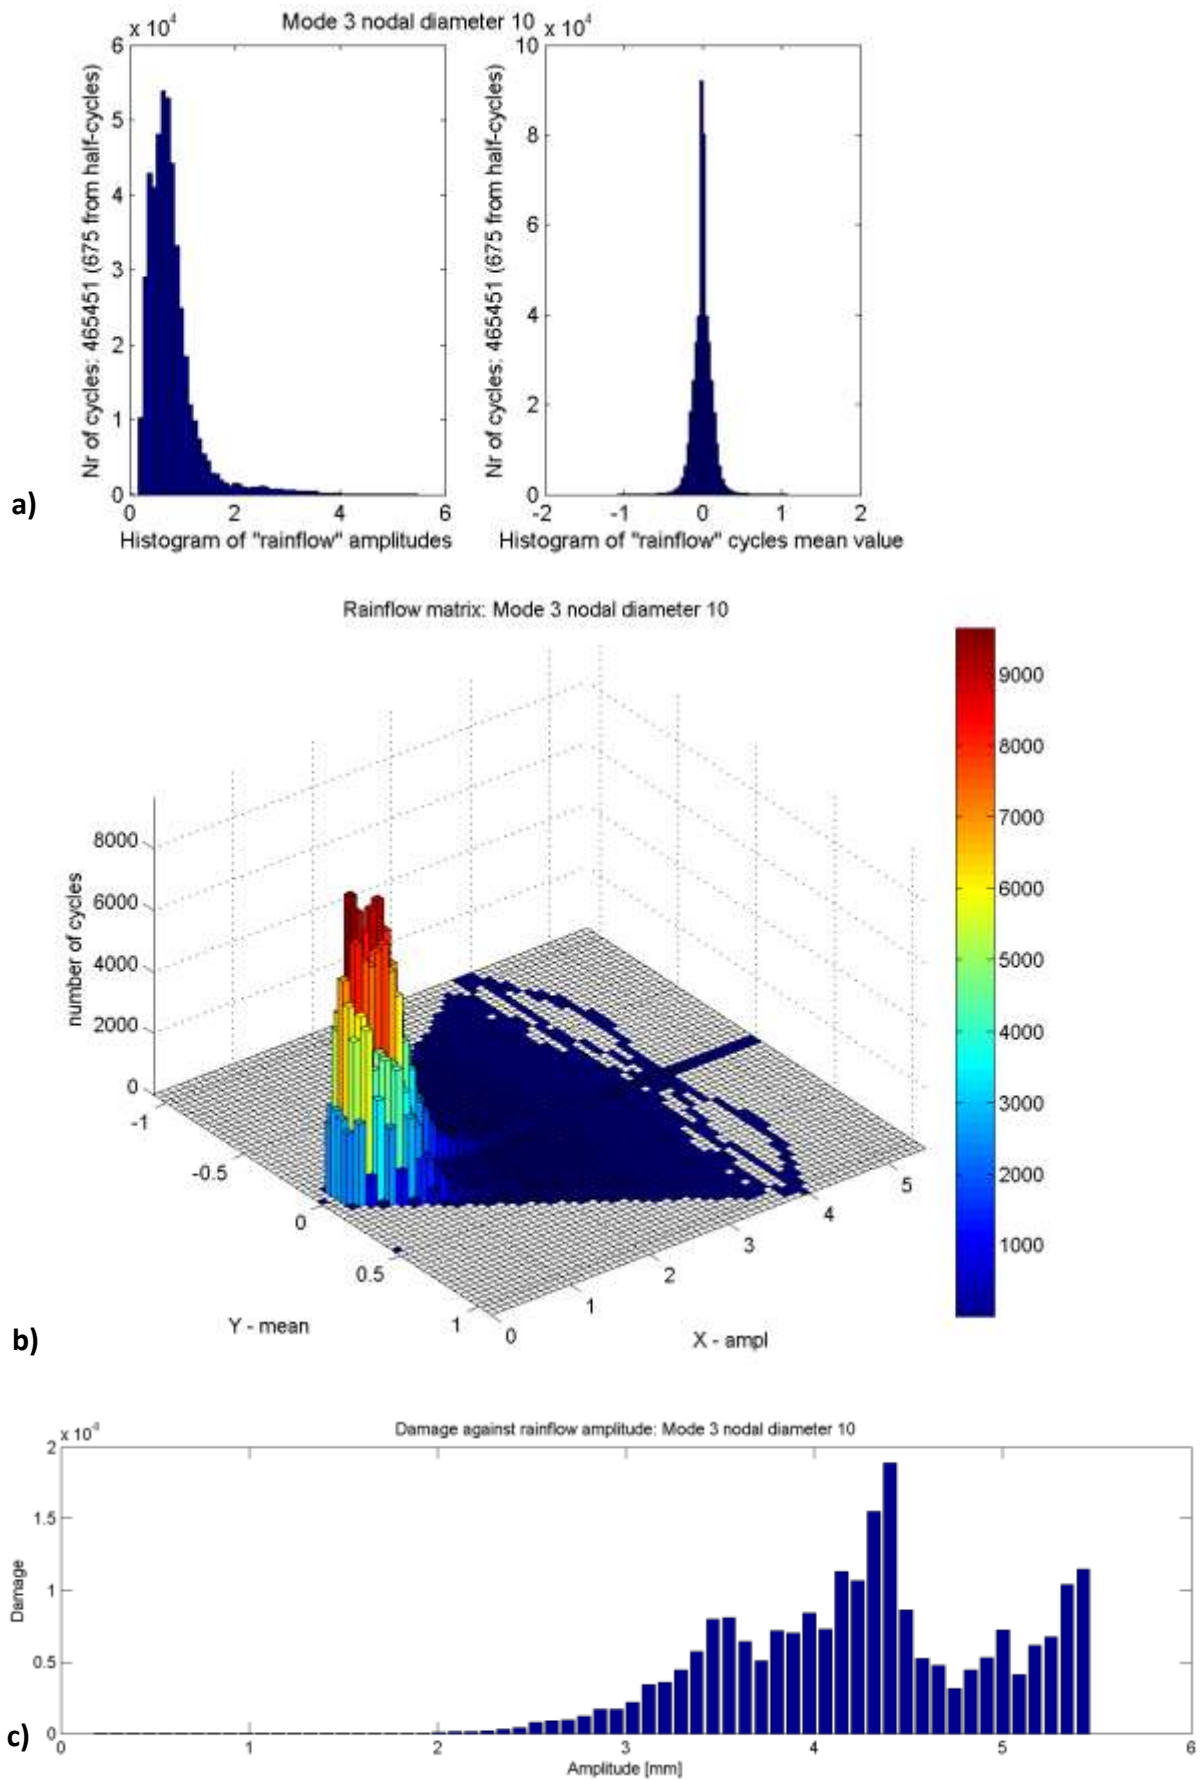 Mode 3 nodal diameter 10
x 10^4
6
5
4
3
2
1
0
0 2 4 6
Nr of cycles: 465451 (675 from half-cycles)
Histogram of "rainflow" amplitudes
x 10^4
10
8
6
4
2
0
-2 -1 0 1 2
Nr of cycles: 465451 (675 from half-cycles)
Histogram of "rainflow" cycles mean value
a)
Rainflow matrix: Mode 3 nodal diameter 10
number of cycles
8000
6000
4000
2000
0
-1
-0.5
0
0.5
1
Y - mean
0
1
2
3
4
5
X - ampl
9000
8000
7000
6000
5000
4000
3000
2000
1000
b)
Damage against rainflow amplitude: Mode 3 nodal diameter 10
2
1.5
1
0.5
0
Damage
0 1 2 3 4 5 6
Amplitude [mm]
c)